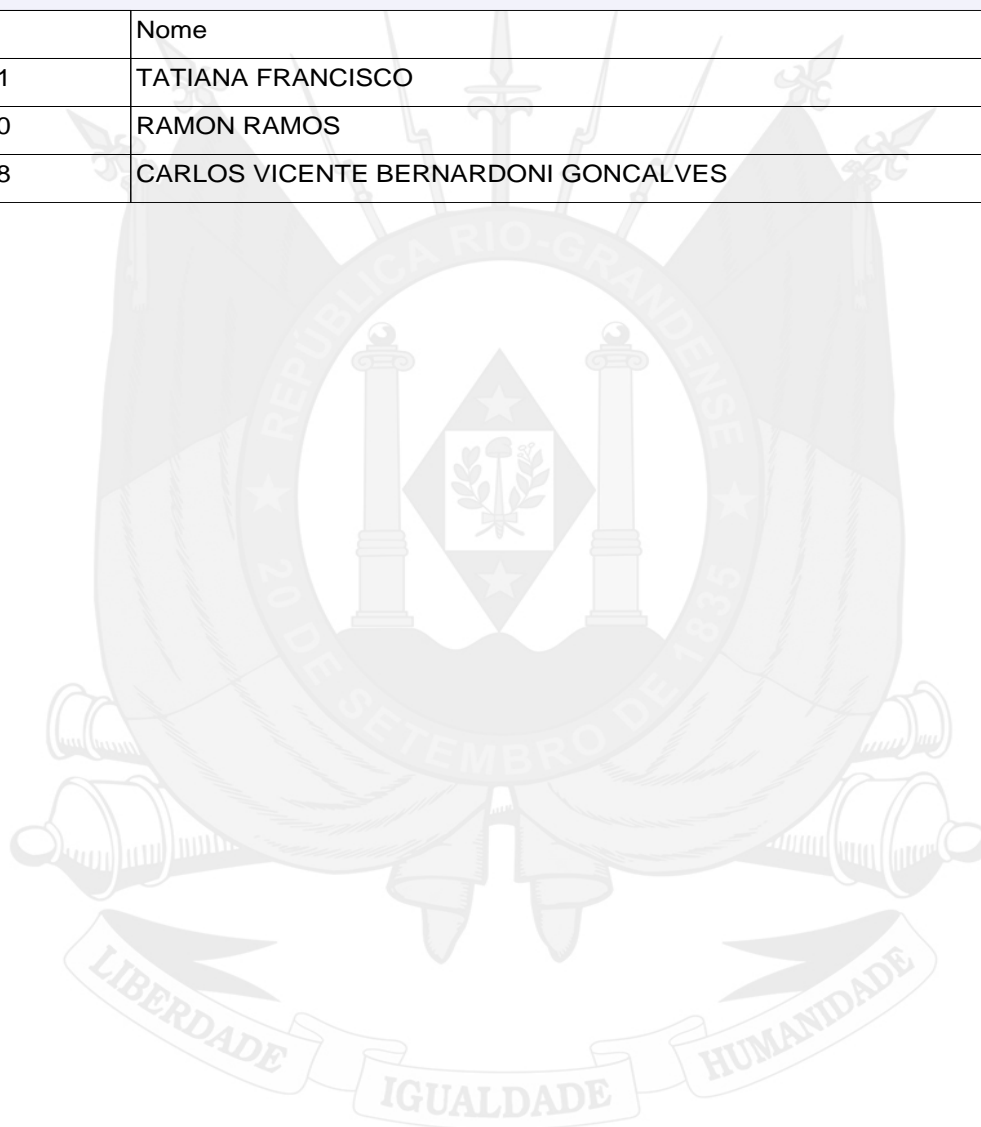 Nome
1 TATIANA FRANCISCO
0 RAMON RAMOS
8 CARLOS VICENTE BERNARDONI GONCALVES
REPÚBLICA RIO-GRANDENSE
★ 20 DE SETEMBRO DE 1835 ★
LIBERDADE IGUALDADE HUMANIDADE